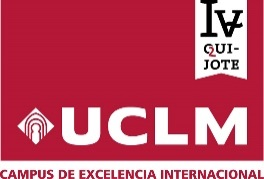 IV
QUI-
JOTE
UCLM
CAMPUS DE EXCELENCIA INTERNACIONAL